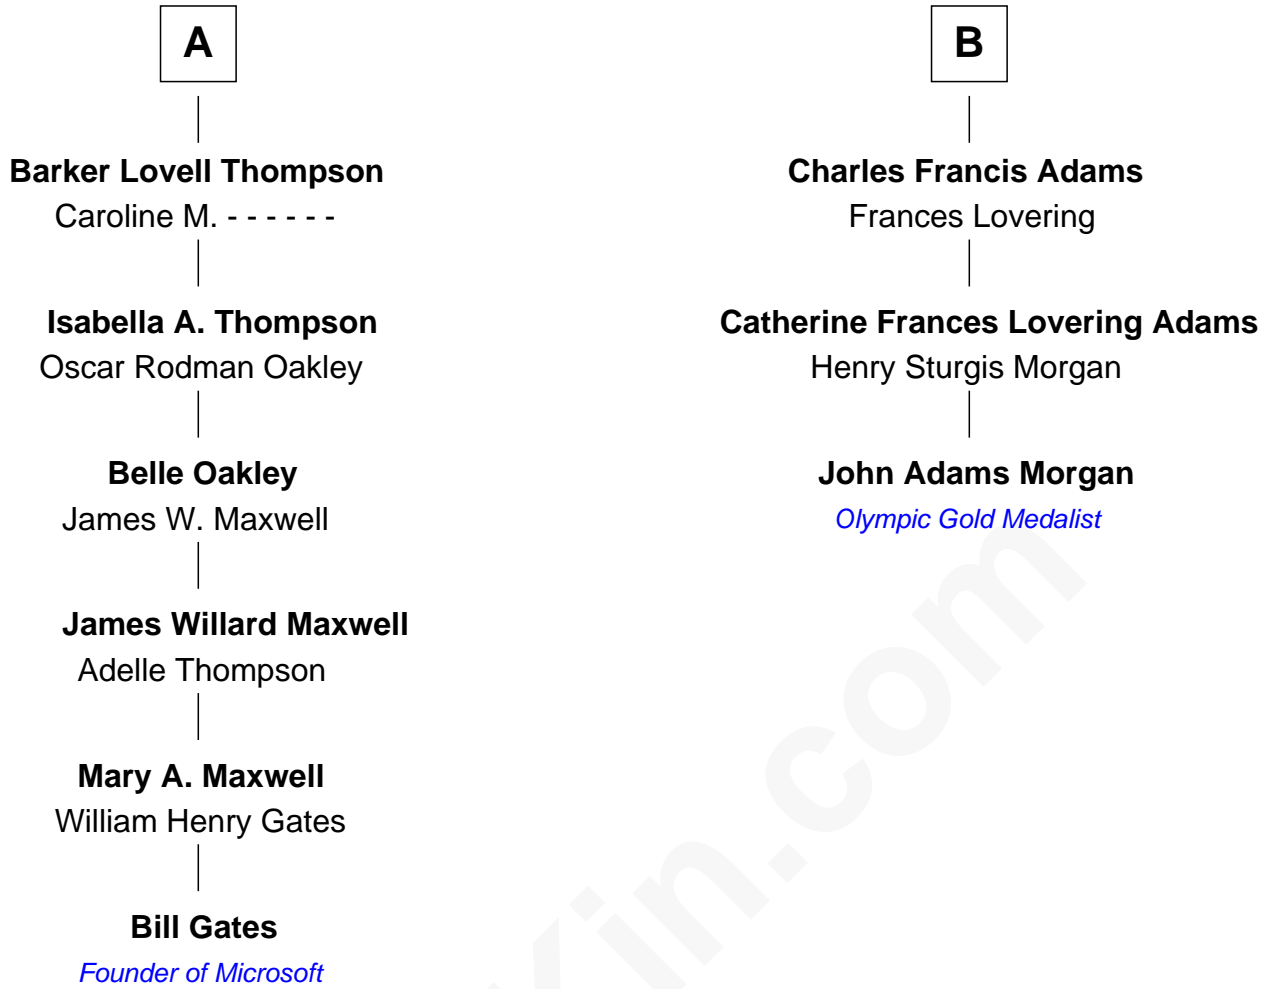 A
Barker Lovell Thompson
Caroline M. - - - - - -
Isabella A. Thompson
Oscar Rodman Oakley
Belle Oakley
James W. Maxwell
James Willard Maxwell
Adelle Thompson
Mary A. Maxwell
William Henry Gates
Bill Gates
Founder of Microsoft
B
Charles Francis Adams
Frances Lovering
Catherine Frances Lovering Adams
Henry Sturgis Morgan
John Adams Morgan
Olympic Gold Medalist
Kin.com